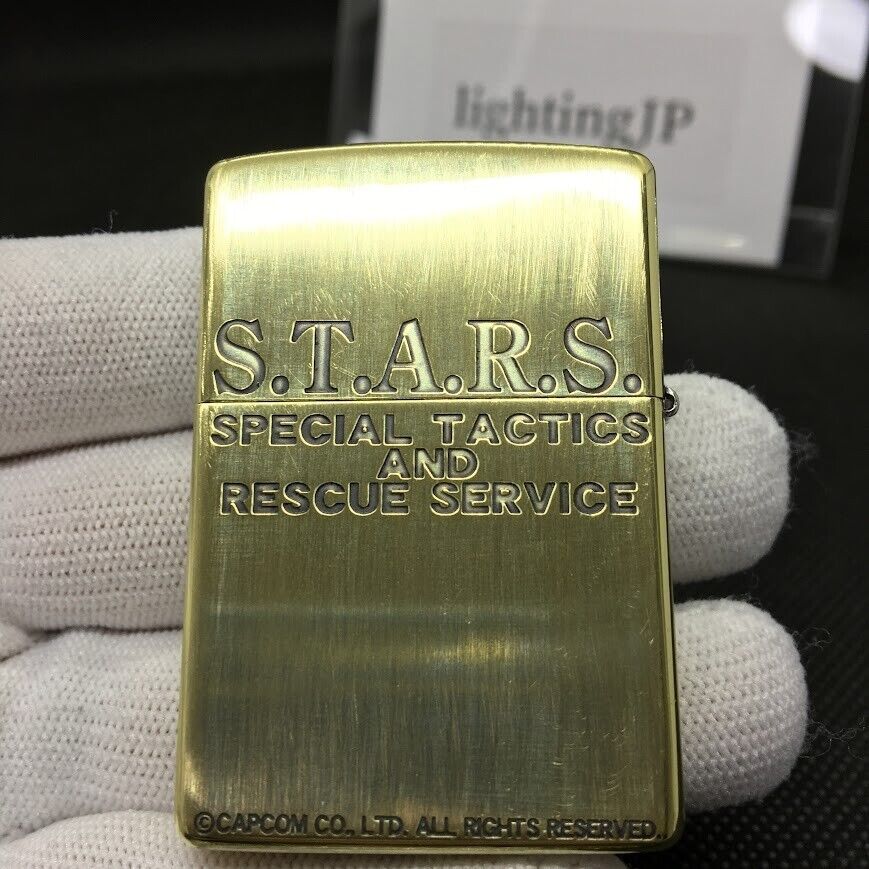 lightingJP
S.T.A.R.S.
SPECIAL TACTICS
AND
RESCUE SERVICE
©CAPCOM CO., LTD. ALL RIGHTS RESERVED.